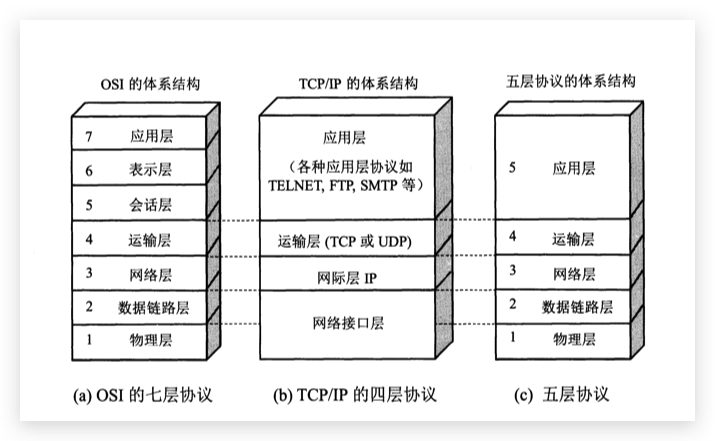 OSI 的体系结构
7 应用层
6 表示层
5 会话层
4 运输层
3 网络层
2 数据链路层
1 物理层
(a) OSI 的七层协议
TCP/IP 的体系结构
应用层
（各种应用层协议如
TELNET, FTP, SMTP 等）
运输层 (TCP 或 UDP)
网际层 IP
网络接口层
(b) TCP/IP 的四层协议
五层协议的体系结构
5 应用层
4 运输层
3 网络层
2 数据链路层
1 物理层
(c) 五层协议